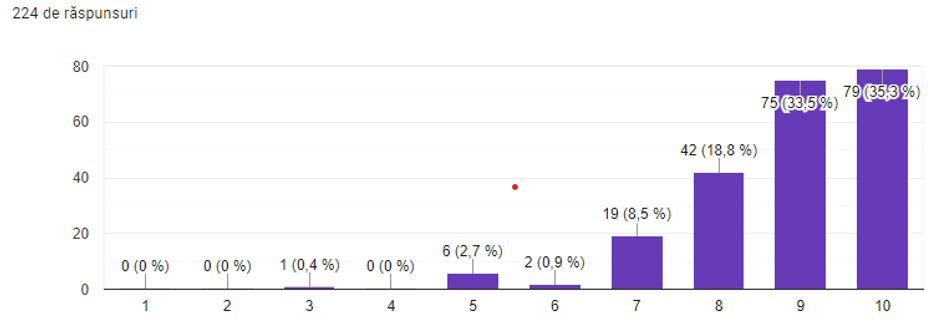 224 de răspunsuri
80
60
40
20
0
0 (0 %)
0 (0 %)
1 (0,4 %)
0 (0 %)
6 (2,7 %)
2 (0,9 %)
19 (8,5 %)
42 (18,8 %)
75 (33,5 %)
79 (35,3 %)
1 2 3 4 5 6 7 8 9 10